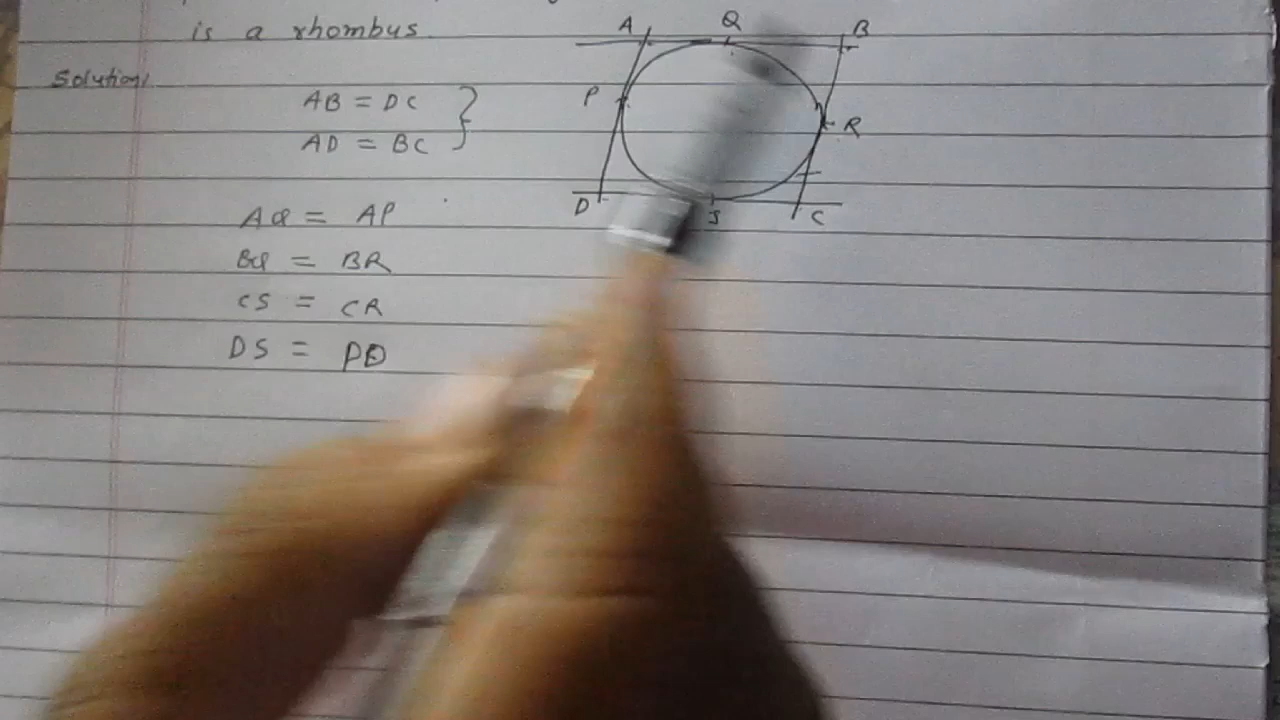 is a rhombus
Solution,
AB = DC }
AD = BC
AQ = AP
BQ = BR
CS = CR
DS = PD
A Q B
P R
D S C